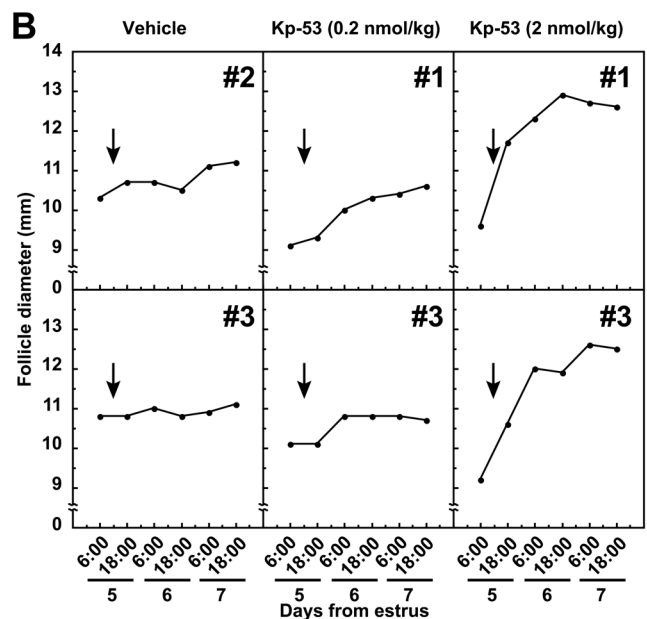 B
Vehicle
Kp-53 (0.2 nmol/kg)
Kp-53 (2 nmol/kg)
Follicle diameter (mm)
14
13
12
11
10
9
0
#2
#1
#1
13
12
11
10
9
0
#3
#3
#3
6:00 18:00 6:00 18:00 6:00 18:00
6:00 18:00 6:00 18:00 6:00 18:00
6:00 18:00 6:00 18:00 6:00 18:00
5 6 7
5 6 7
5 6 7
Days from estrus